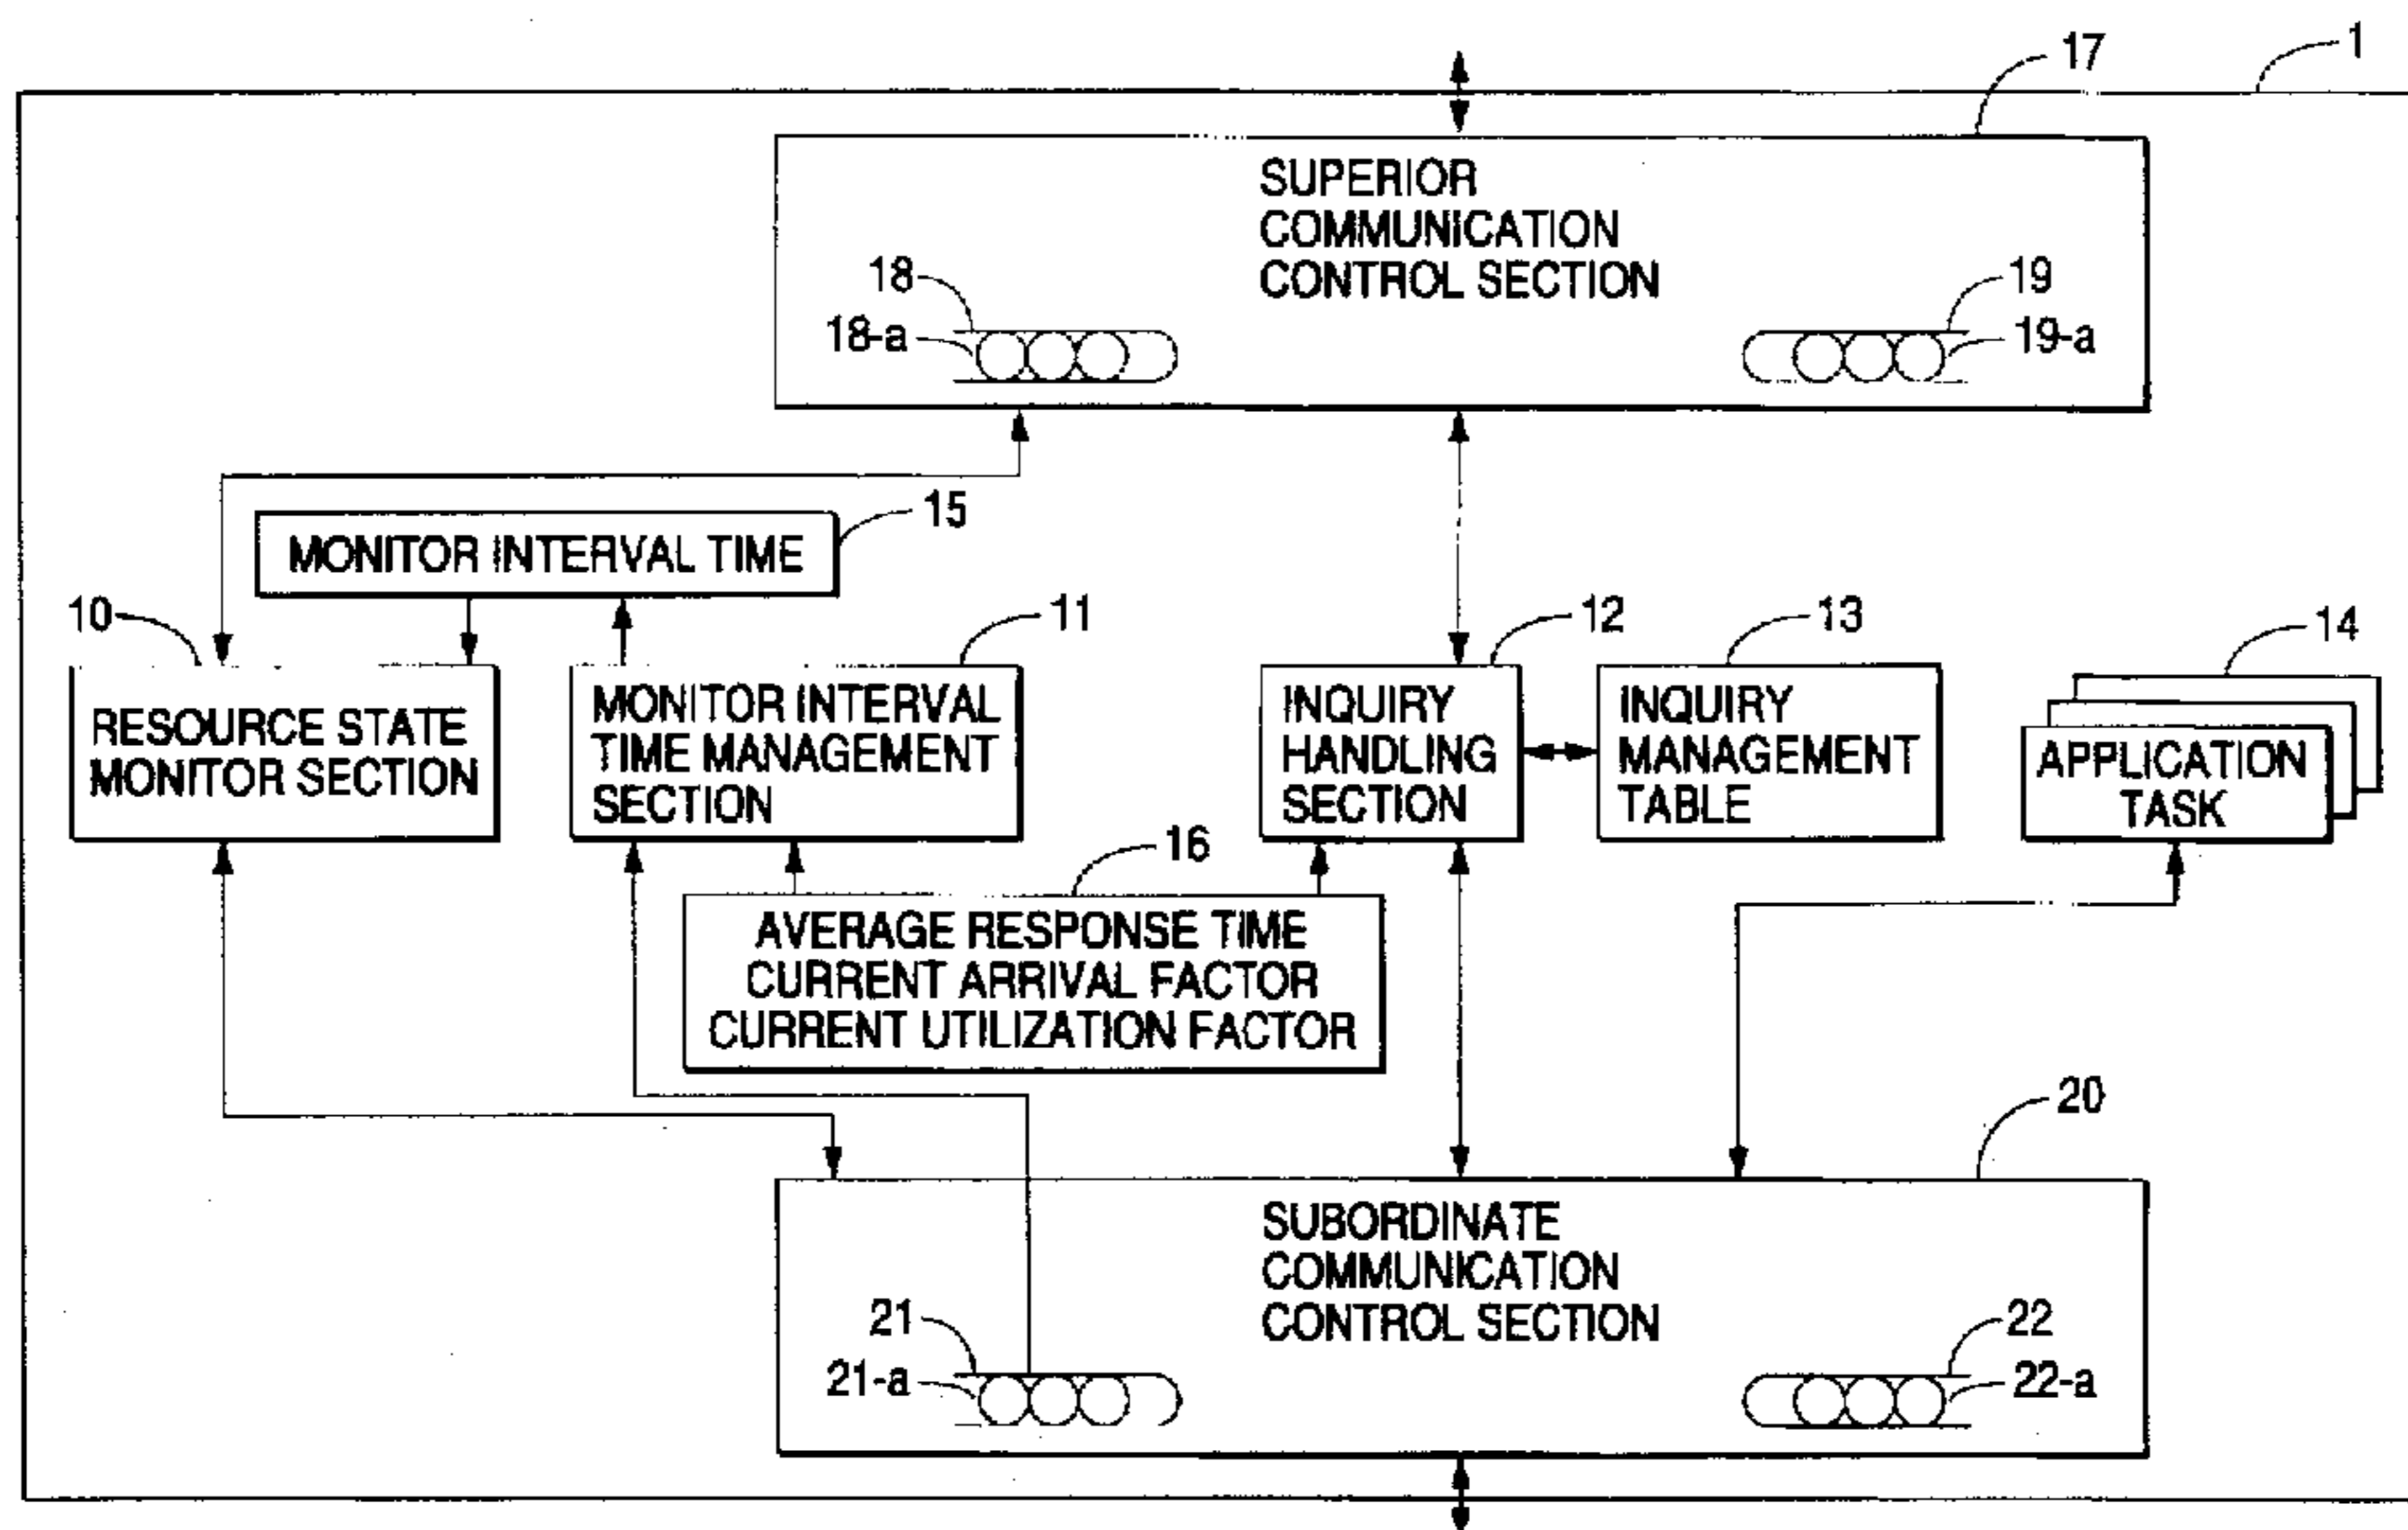 1
17
SUPERIOR
COMMUNICATION
CONTROL SECTION
18
18-a
19
19-a
15
MONITOR INTERVAL TIME
10
RESOURCE STATE
MONITOR SECTION
11
MONITOR INTERVAL
TIME MANAGEMENT
SECTION
12
INQUIRY
HANDLING
SECTION
13
INQUIRY
MANAGEMENT
TABLE
14
APPLICATION
TASK
16
AVERAGE RESPONSE TIME
CURRENT ARRIVAL FACTOR
CURRENT UTILIZATION FACTOR
20
SUBORDINATE
COMMUNICATION
CONTROL SECTION
21
21-a
22
22-a